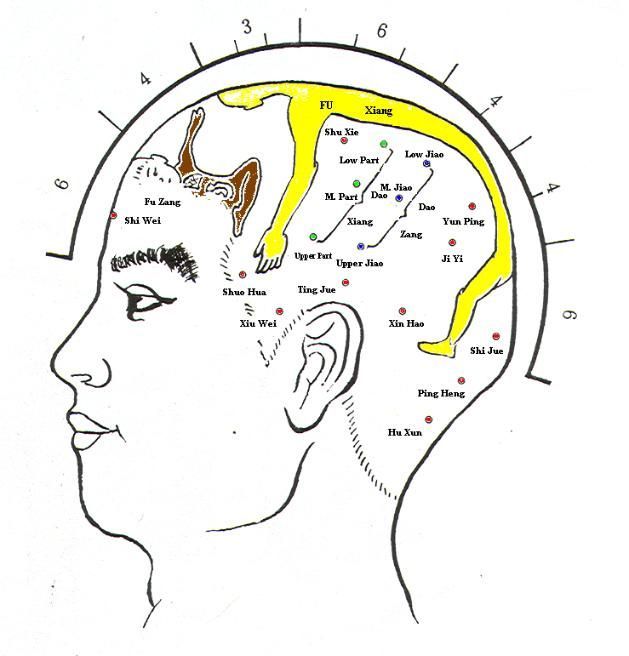 3
6
4
4
6
4
6
FU
Xiang
Shu Xie
Low Part
Low Jiao
M. Part
Dao
M. Jiao
Fu Zang
Xiang
Dao
Yun Ping
Shi Wei
Zang
Upper Part
Upper Jiao
Ji Yi
Shuo Hua
Ting Jue
Xiu Wei
Xin Hao
Shi Jue
Ping Heng
Hu Xun